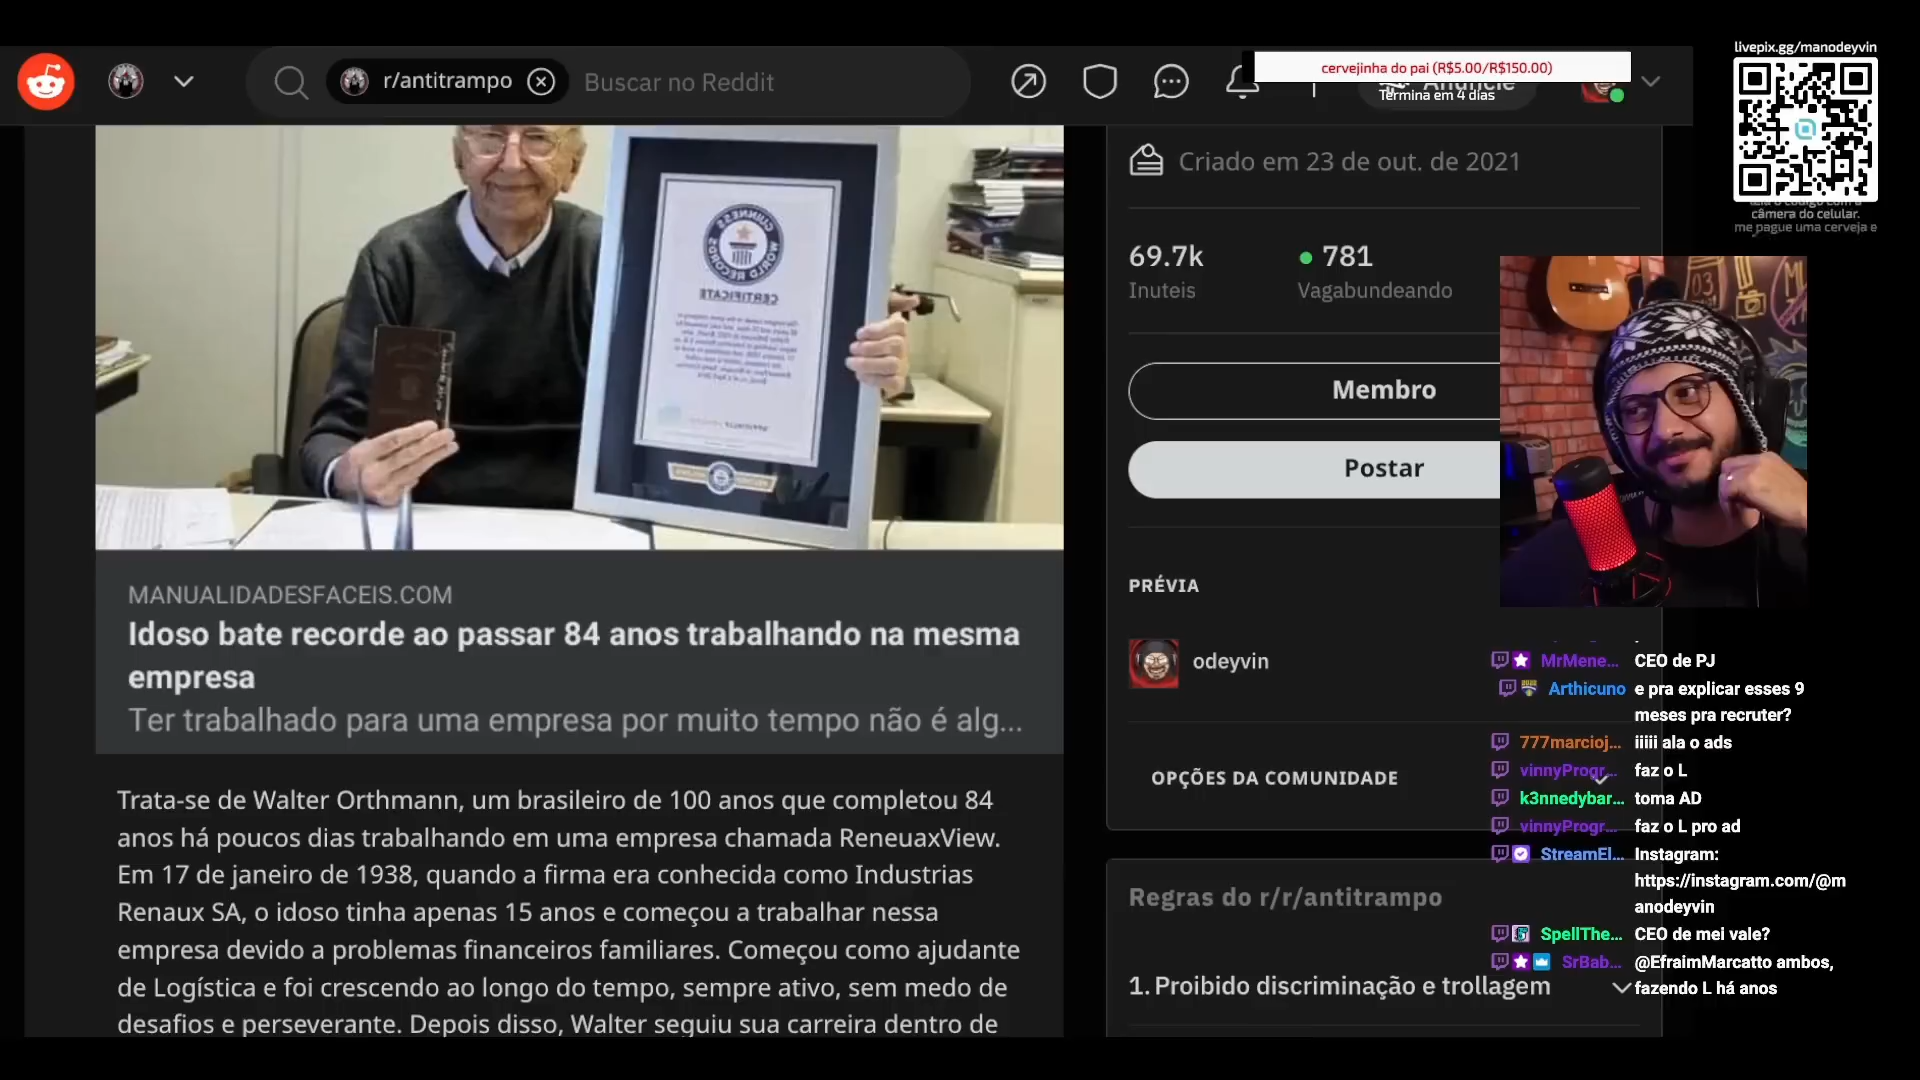 r/antitrampo
Buscar no Reddit
cervejinha do pai (R$5.00/R$150.00)
Termina em 4 dias
Anuncie
livepix.gg/manodeyvin
câmera do celular.
me pague uma cerveja e
GUINNESS WORLD RECORDS
CERTIFICATE
MANUALIDADESFACEIS.COM
Idoso bate recorde ao passar 84 anos trabalhando na mesma
empresa
Ter trabalhado para uma empresa por muito tempo não é alg...
Trata-se de Walter Orthmann, um brasileiro de 100 anos que completou 84
anos há poucos dias trabalhando em uma empresa chamada ReneuaxView.
Em 17 de janeiro de 1938, quando a firma era conhecida como Industrias
Renaux SA, o idoso tinha apenas 15 anos e começou a trabalhar nessa
empresa devido a problemas financeiros familiares. Começou como ajudante
de Logística e foi crescendo ao longo do tempo, sempre ativo, sem medo de
desafios e perseverante. Depois disso, Walter seguiu sua carreira dentro de
Criado em 23 de out. de 2021
69.7k
Inuteis
781
Vagabundeando
Membro
Postar
PRÉVIA
odeyvin
OPÇÕES DA COMUNIDADE
Regras do r/r/antitrampo
1. Proibido discriminação e trollagem
MrMene... CEO de PJ
Arthicuno e pra explicar esses 9
meses pra recruter?
777marcioj... iiiii ala o ads
vinnyProgr... faz o L
k3nnedybar... toma AD
vinnyProgr... faz o L pro ad
StreamEl... Instagram:
https://instagram.com/@m
anodeyvin
SpellThe... CEO de mei vale?
SrBab... @EfraimMarcatto ambos,
fazendo L há anos